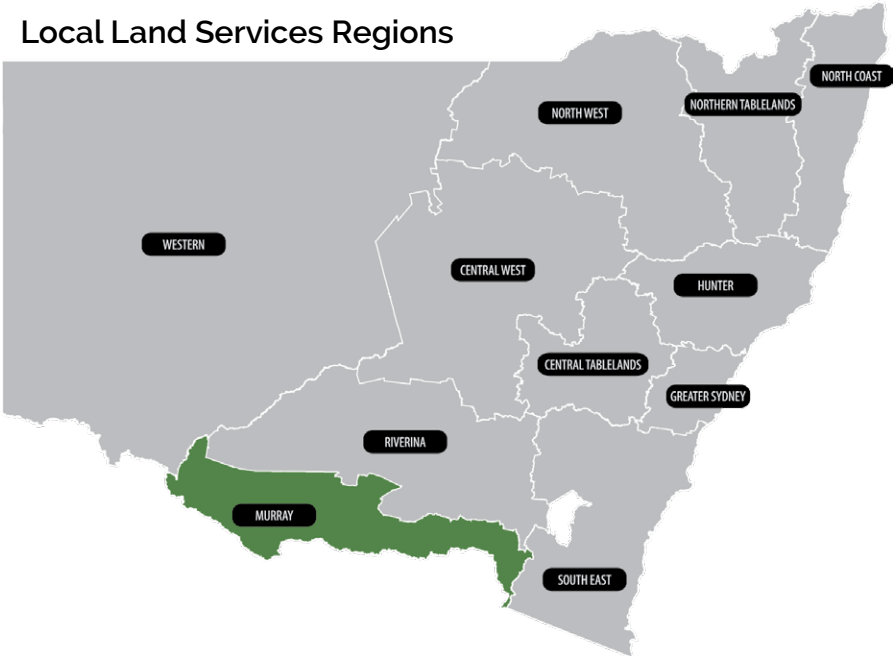 Local Land Services Regions
NORTH COAST
NORTHERN TABLELANDS
NORTH WEST
WESTERN
CENTRAL WEST
HUNTER
CENTRAL TABLELANDS
GREATER SYDNEY
RIVERINA
MURRAY
SOUTH EAST